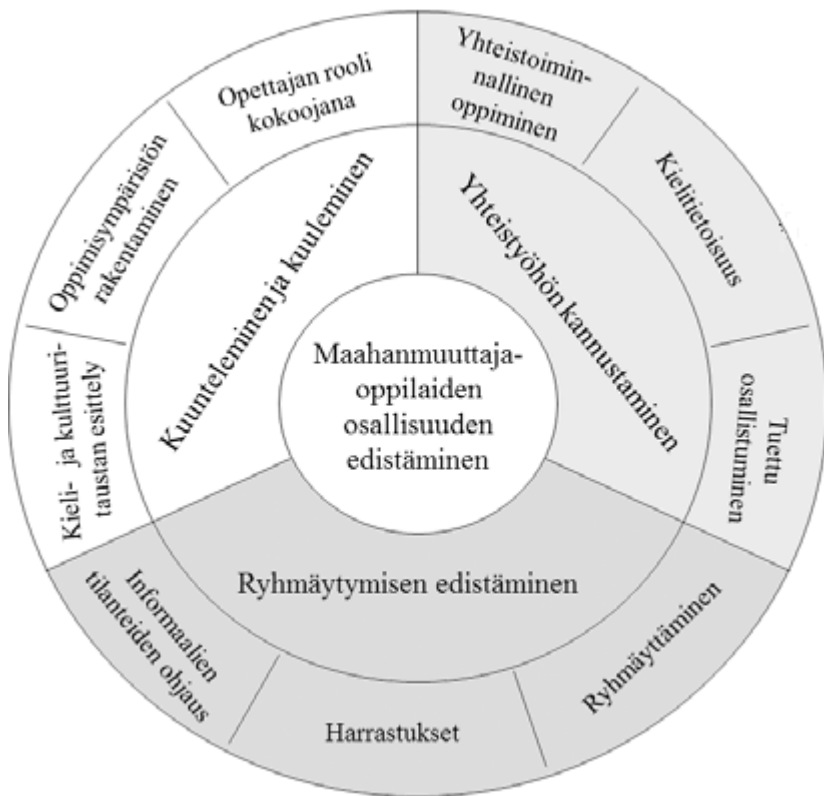 Maahanmuuttaja-
oppilaiden
osallisuuden
edistäminen
Kuunteleminen ja kuuleminen
Yhteistyöhön kannustaminen
Ryhmäytymisen edistäminen
Opettajan rooli
kokoojana
Yhteistoimin-
nallinen
oppiminen
Kielitietoisuus
Tuettu
osallistuminen
Ryhmäyttäminen
Harrastukset
Informaalien
tilanteiden ohjaus
Kieli- ja kulttuuri-
taustan esittely
Oppimisympäristön
rakentaminen